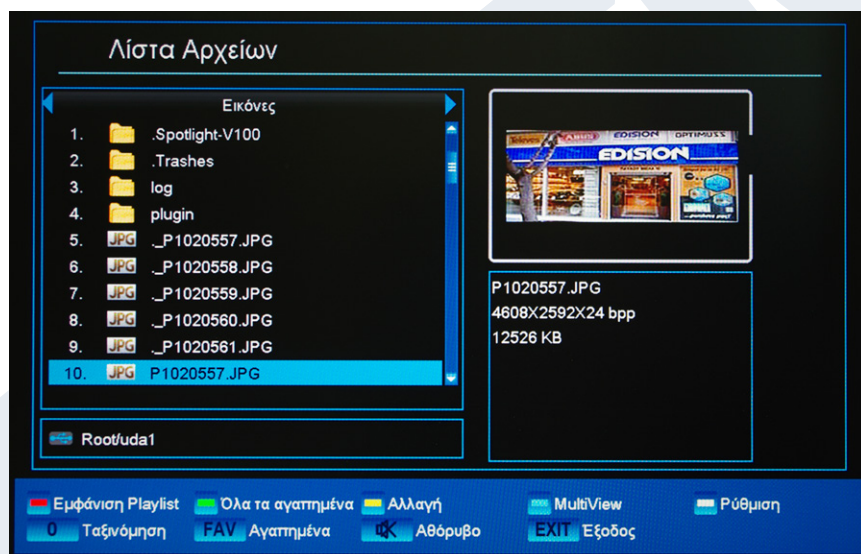 Λίστα Αρχείων
Εικόνες
1. .Spotlight-V100
2. .Trashes
3. log
4. plugin
5. JPG ._P1020557.JPG
6. JPG ._P1020558.JPG
7. JPG ._P1020559.JPG
8. JPG ._P1020560.JPG
9. JPG ._P1020561.JPG
10. JPG P1020557.JPG
Root/uda1
EDISION OPTIMUSS
EDISION
P1020557.JPG
4608X2592X24 bpp
12526 KB
Εμφάνιση Playlist Όλα τα αγαπημένα Αλλαγή MultiView Ρύθμιση
0 Ταξινόμηση FAV Αγαπημένα Αθόρυβο EXIT Έξοδος